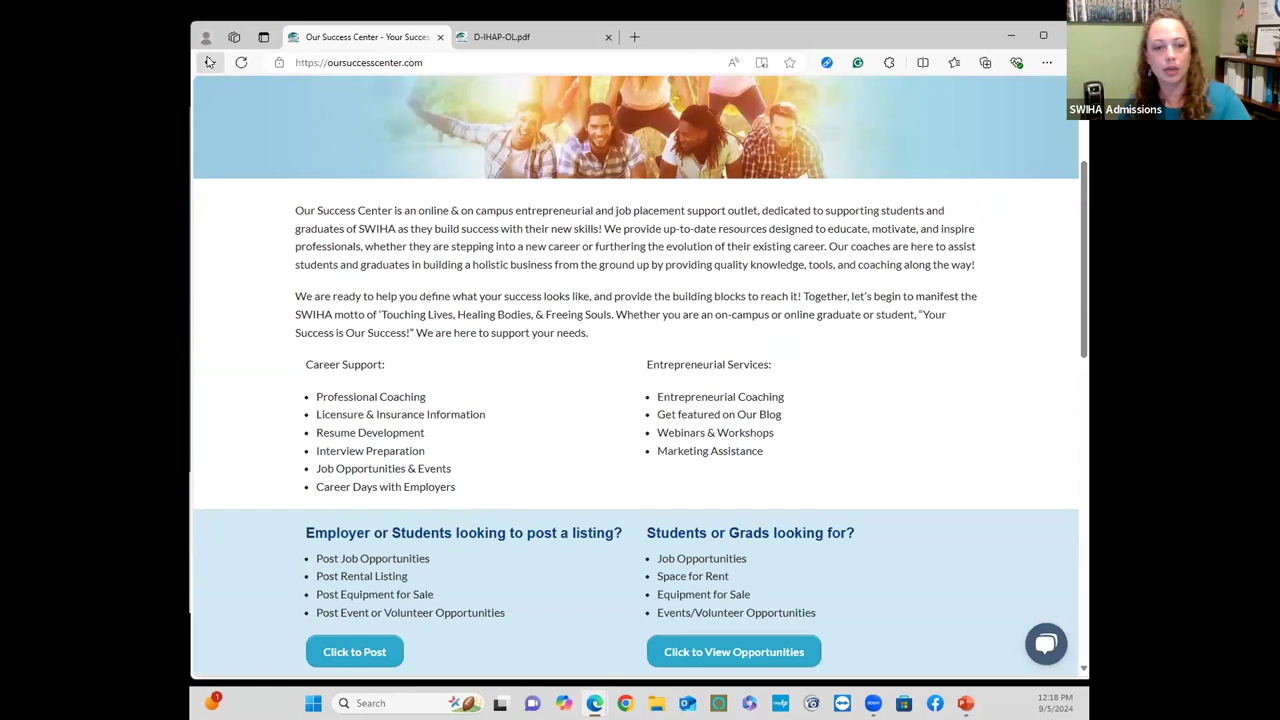 Our Success Center - Your Succes
D-IHAP-OL.pdf
https://oursuccesscenter.com
SWIHA Admissions
Our Success Center is an online & on campus entrepreneurial and job placement support outlet, dedicated to supporting students and
graduates of SWIHA as they build success with their new skills! We provide up-to-date resources designed to educate, motivate, and inspire
professionals, whether they are stepping into a new career or furthering the evolution of their existing career. Our coaches are here to assist
students and graduates in building a holistic business from the ground up by providing quality knowledge, tools, and coaching along the way!
We are ready to help you define what your success looks like, and provide the building blocks to reach it! Together, let's begin to manifest the
SWIHA motto of 'Touching Lives, Healing Bodies, & Freeing Souls. Whether you are an on-campus or online graduate or student, "Your
Success is Our Success!" We are here to support your needs.
Career Support:
• Professional Coaching
• Licensure & Insurance Information
• Resume Development
• Interview Preparation
• Job Opportunities & Events
• Career Days with Employers
Entrepreneurial Services:
• Entrepreneurial Coaching
• Get featured on Our Blog
• Webinars & Workshops
• Marketing Assistance
Employer or Students looking to post a listing?
• Post Job Opportunities
• Post Rental Listing
• Post Equipment for Sale
• Post Event or Volunteer Opportunities
Click to Post
Students or Grads looking for?
• Job Opportunities
• Space for Rent
• Equipment for Sale
• Events/Volunteer Opportunities
Click to View Opportunities
1
Search
12:18 PM
9/5/2024